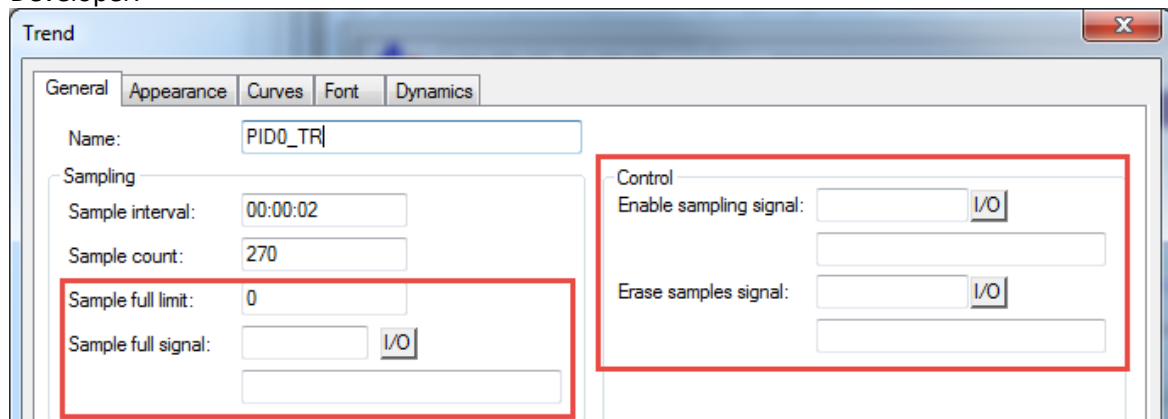 Developer.
Trend
X
General Appearance Curves Font Dynamics
Name: PID0_TR
Sampling
Sample interval: 00:00:02
Sample count: 270
Sample full limit: 0
Sample full signal: I/O
Control
Enable sampling signal: I/O
Erase samples signal: I/O